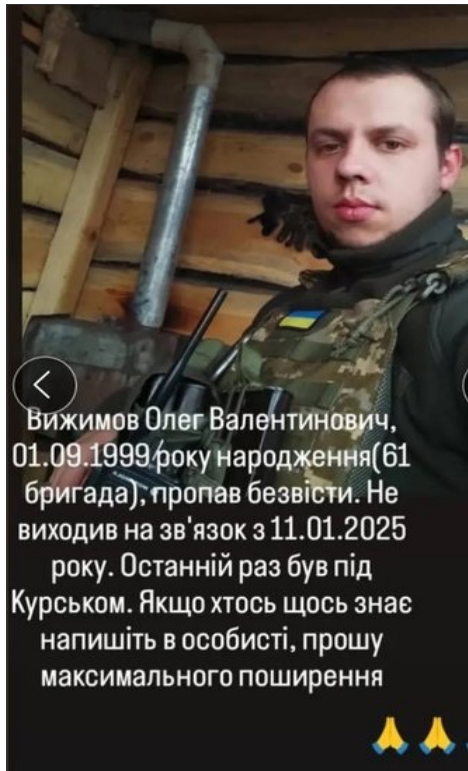 Вижимов Олег Валентинович,
01.09.1999 року народження(61
бригада), пропав безвісти. Не
виходив на зв'язок з 11.01.2025
року. Останній раз був під
Курськом. Якщо хтось щось знає
напишіть в особисті, прошу
максимального поширення